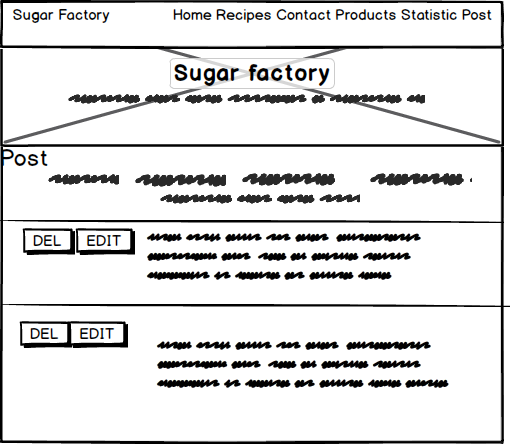 Sugar Factory Home Recipes Contact Products Statistic Post
Sugar factory
Post
DEL EDIT
DEL EDIT